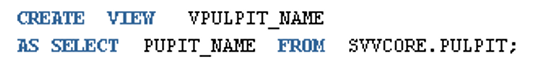 CREATE VIEW VPULPIT_NAME
AS SELECT PUPIT_NAME FROM SVVCORE.PULPIT;